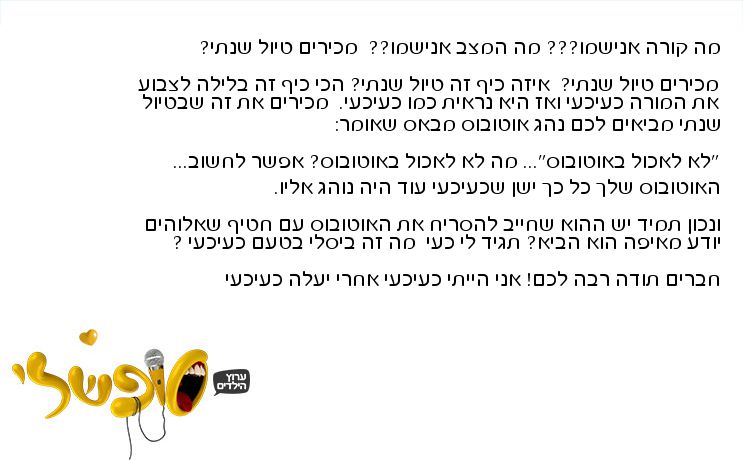 מה קורה אנישמו??? מה המצב אנישמו?? מכירים טיול שנתי?
מכירים טיול שנתי? איזה כיף זה טיול שנתי? הכי כיף זה בלילה לצבוע
את המורה כעיכעי ואז היא נראית כמו כעיכעי. מכירים את זה שבטיול
שנתי מביאים לכם נהג אוטובוס מבאס שאומר:
"לא לאכול באוטובוס"... מה לא לאכול באוטובוס? אפשר לחשוב...
האוטובוס שלך כל כך ישן שכעיכעי עוד היה נוהג אליו.
ונכון תמיד יש ההוא שחייב להסריח את האוטובוס עם חטיף שאלוהים
יודע מאיפה הוא הביא? תגיד לי כעי מה זה ביסלי בטעם כעיכעי ?
חברים תודה רבה לכם! אני הייתי כעיכעי אחרי יעלה כעיכעי
סופשלי
ערוץ
הילדים